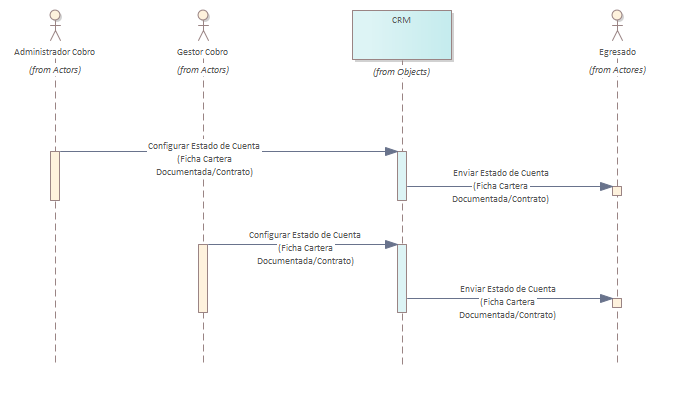 CRM
Administrador Cobro
Gestor Cobro
Egresado
(from Actors)
(from Actors)
(from Objects)
(from Actores)
Configurar Estado de Cuenta
(Ficha Cartera
Documentada/Contrato)
Enviar Estado de Cuenta
(Ficha Cartera
Documentada/Contrato)
Configurar Estado de Cuenta
(Ficha Cartera
Documentada/Contrato)
Enviar Estado de Cuenta
(Ficha Cartera
Documentada/Contrato)